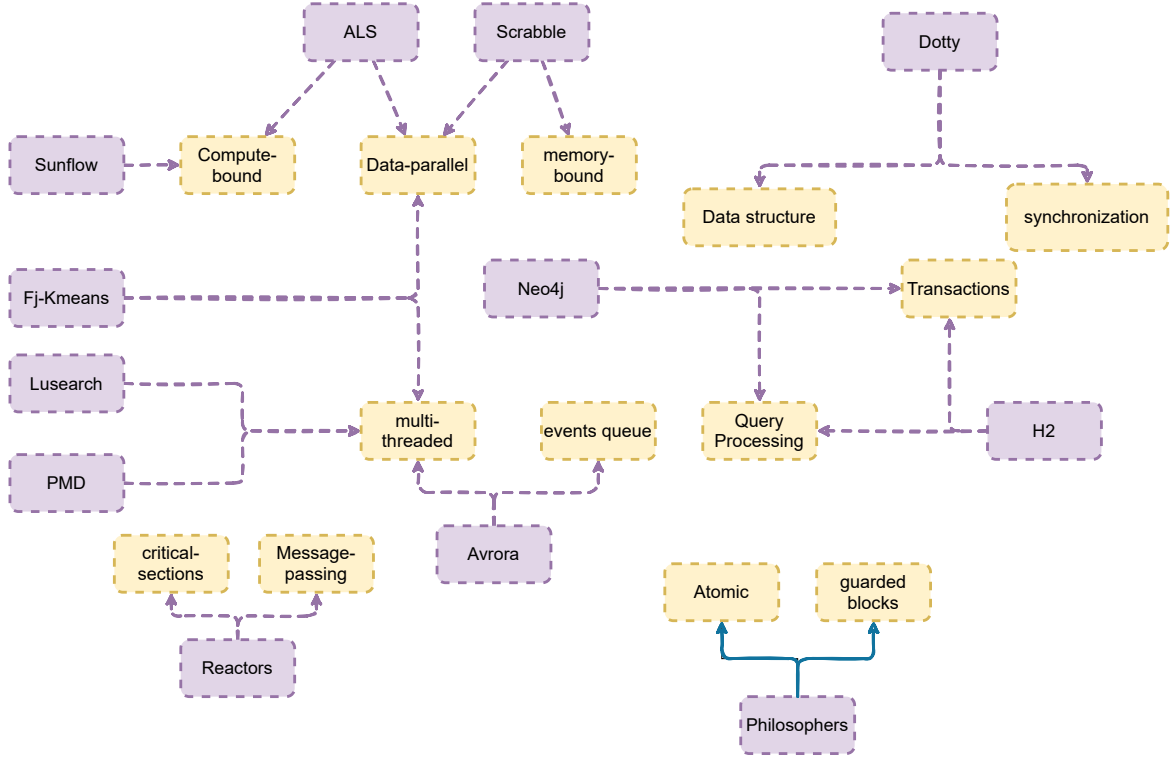 ALS
Scrabble
Dotty
Sunflow
Compute-
bound
Data-parallel
memory-
bound
Data structure
synchronization
Fj-Kmeans
Neo4j
Transactions
Lusearch
multi-
threaded
events queue
Query
Processing
H2
PMD
Avrora
critical-
sections
Message-
passing
Atomic
guarded
blocks
Reactors
Philosophers